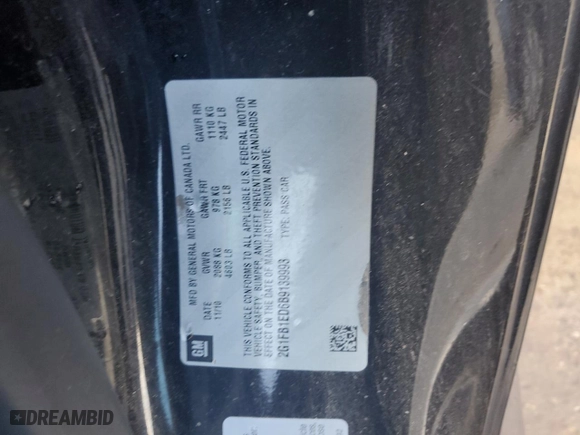 MFD BY GENERAL MOTORS OF CANADA LTD.
DATE GVWR GAWR FRT GAWR RR
11/10 2088 KG 978 KG 1110 KG
4603 LB 2156 LB 2447 LB
THIS VEHICLE CONFORMS TO ALL APPLICABLE U.S. FEDERAL MOTOR
VEHICLE SAFETY, BUMPER, AND THEFT PREVENTION STANDARDS IN
EFFECT ON THE DATE OF MANUFACTURE SHOWN ABOVE.
2G1FB1ED6B9139993 TYPE: PASS CAR
GM
DREAMBID